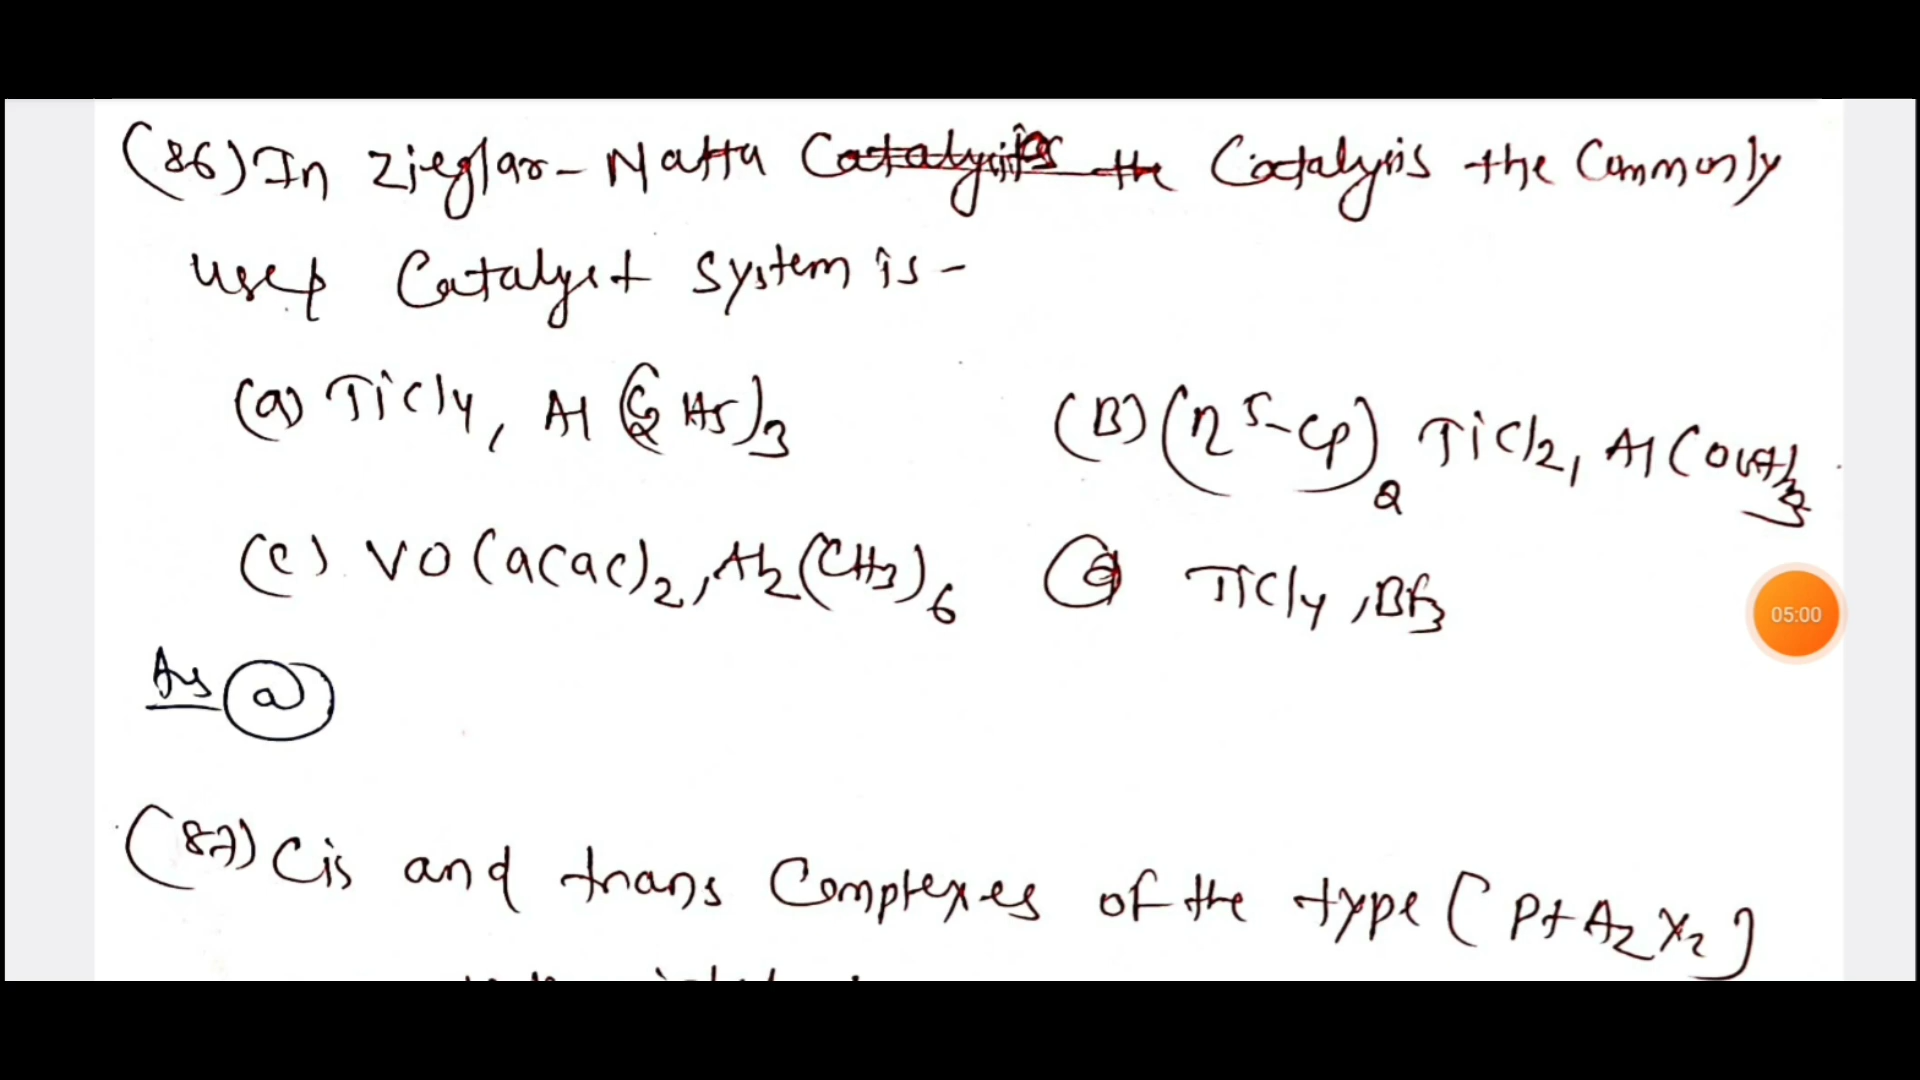 (86) In Zieglar-Natta Catalysis the Commonly
used Catalyst system is-
(a) TiCl4, Al(C2H5)3 (B) (η5-Cp)2 TiCl2, Al(OEt)3
(c) VO(acac)2, Al2(CH3)6 (d) TiCl4, BF3
05:00
Ans (a)
(87) Cis and trans Complexes of the type [PtA2X2]